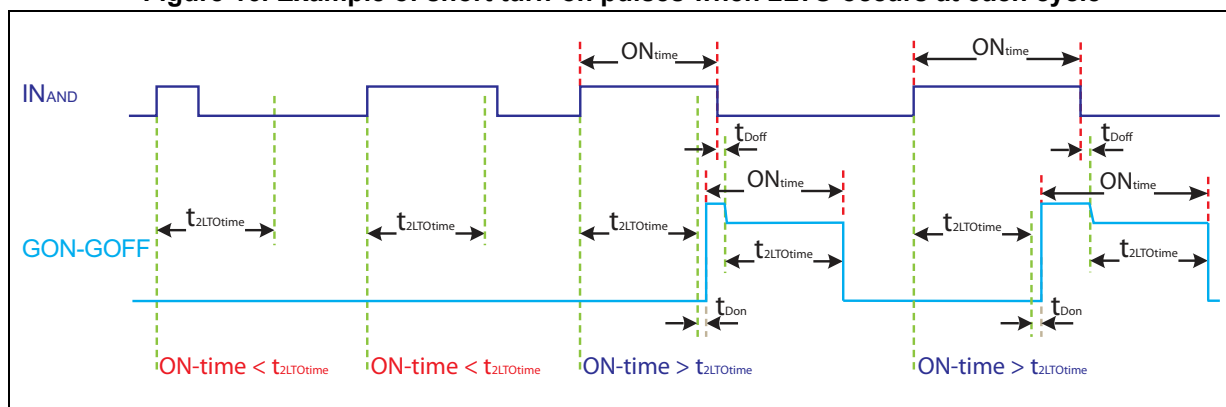 Example of short turn-on pulses when 2LTO occurs at each cycle
ONtime
ONtime
INAND
tDoff
tDoff
ONtime
ONtime
t2LTOtime
t2LTOtime
t2LTOtime
t2LTOtime
GON-GOFF
t2LTOtime
t2LTOtime
tDon
tDon
ON-time < t2LTOtime
ON-time < t2LTOtime
ON-time > t2LTOtime
ON-time > t2LTOtime